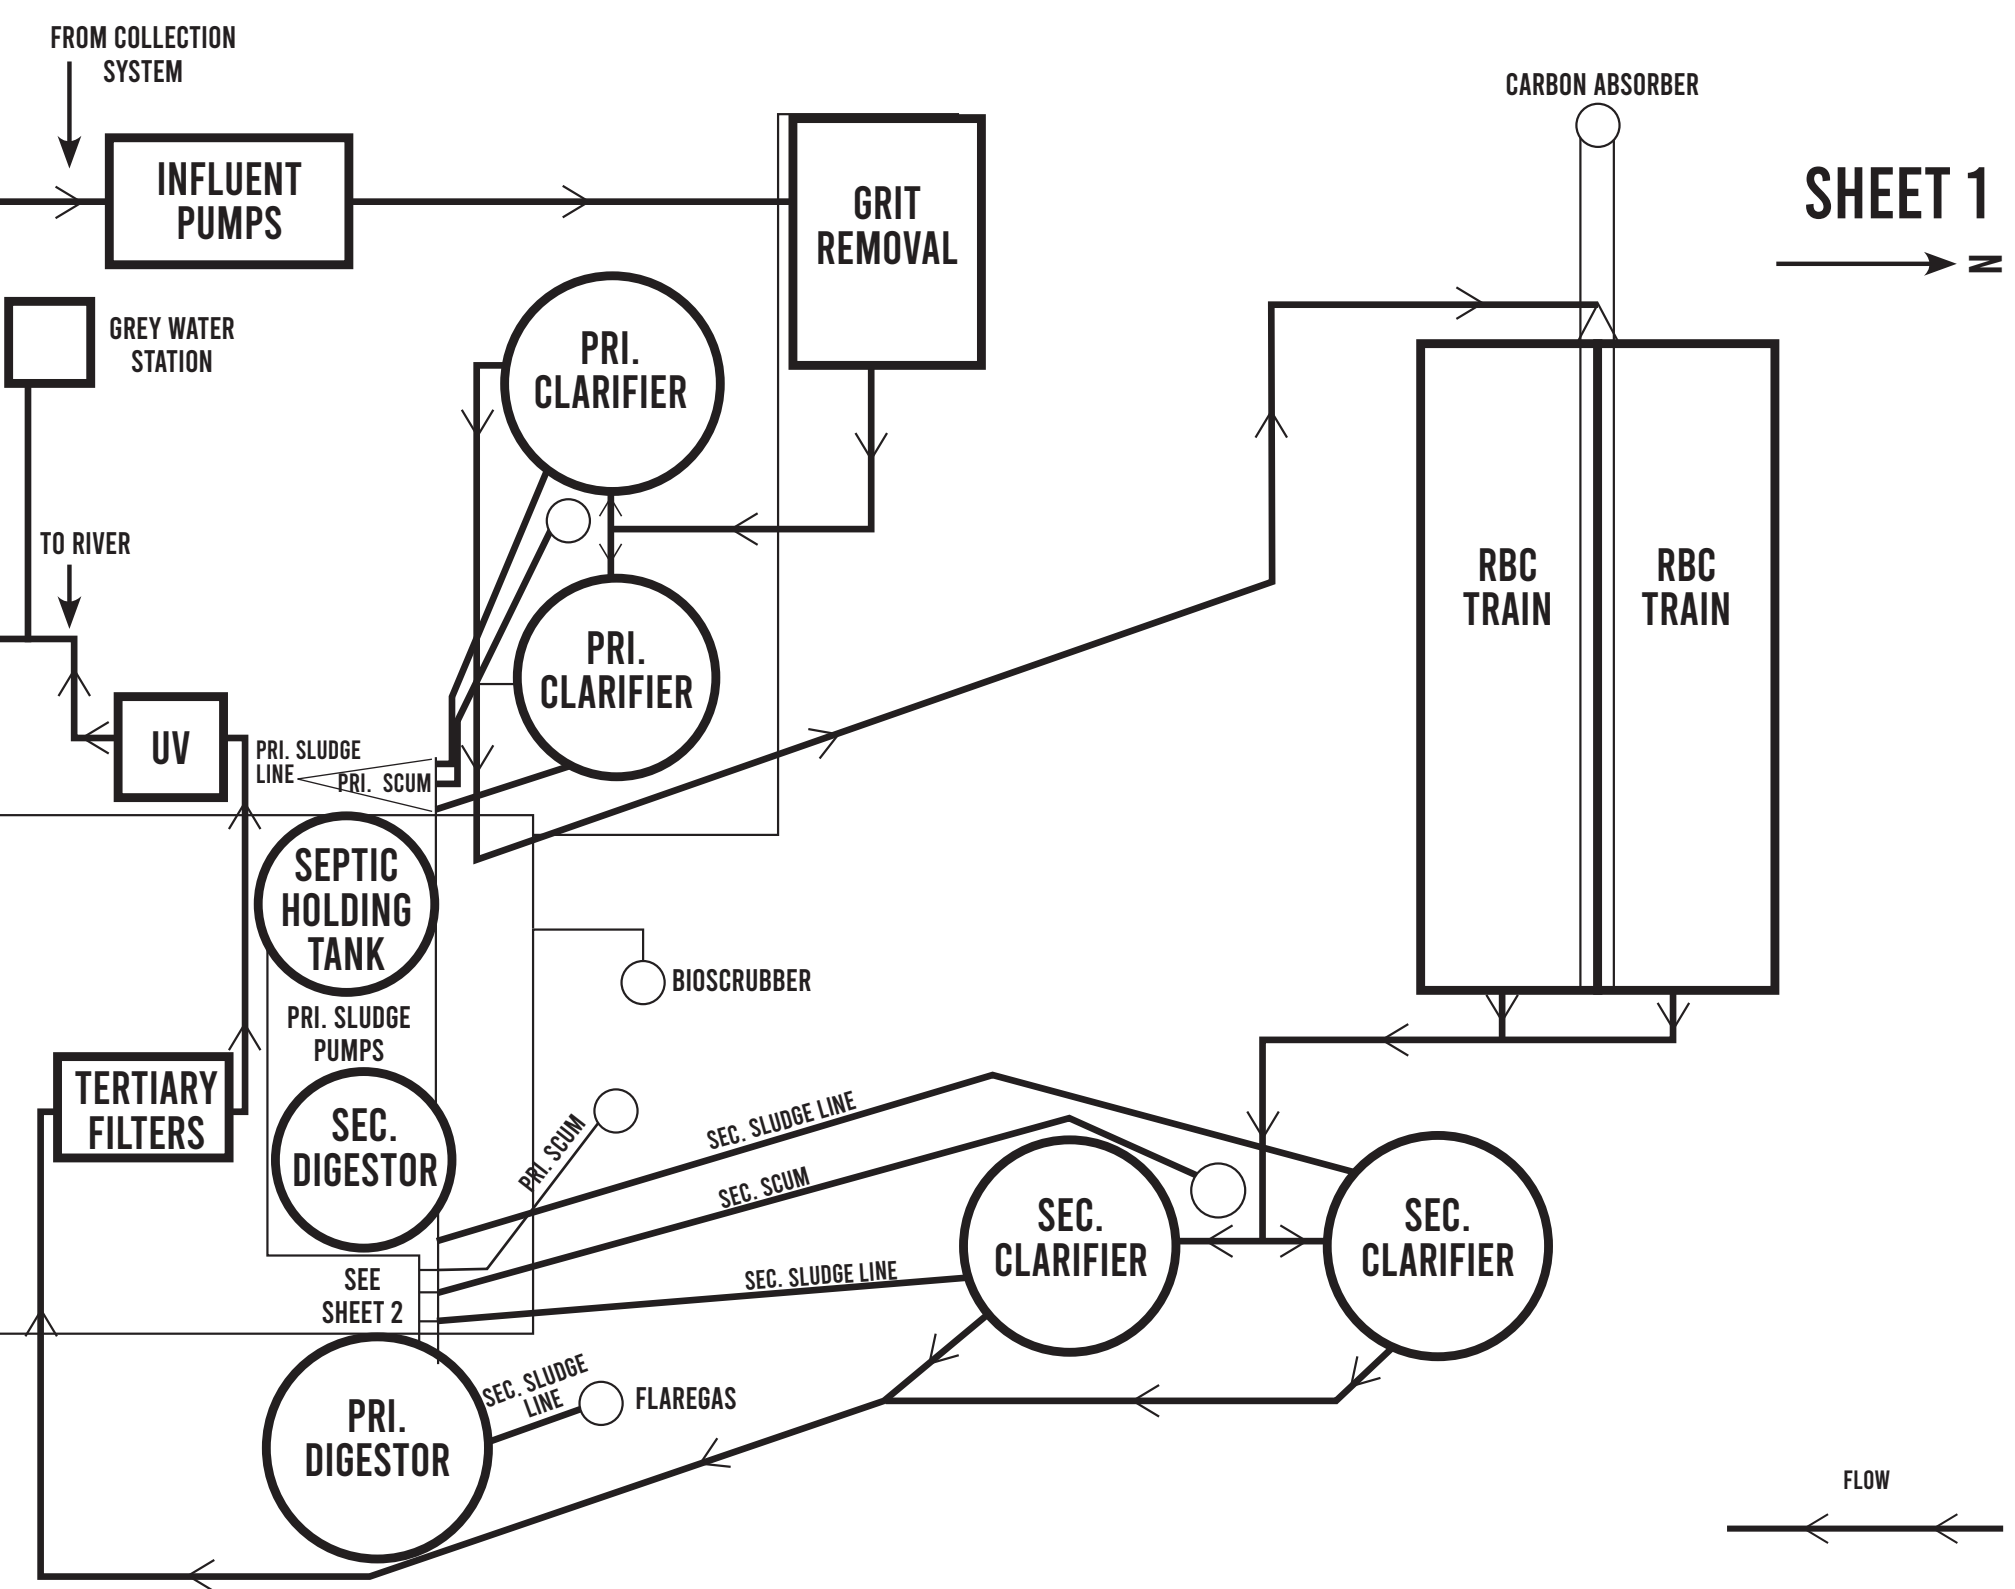 FROM COLLECTION
SYSTEM
CARBON ABSORBER
INFLUENT
PUMPS
GRIT
REMOVAL
SHEET 1
N
GREY WATER
STATION
PRI.
CLARIFIER
TO RIVER
RBC
TRAIN
RBC
TRAIN
PRI.
CLARIFIER
UV
PRI. SLUDGE
LINE
PRI. SCUM
SEPTIC
HOLDING
TANK
BIOSCRUBBER
PRI. SLUDGE
PUMPS
TERTIARY
FILTERS
SEC.
DIGESTOR
PRI. SCUM
SEC. SLUDGE LINE
SEC. SCUM
SEC.
CLARIFIER
SEC.
CLARIFIER
SEE
SHEET 2
SEC. SLUDGE LINE
SEC. SLUDGE
LINE
FLAREGAS
PRI.
DIGESTOR
FLOW